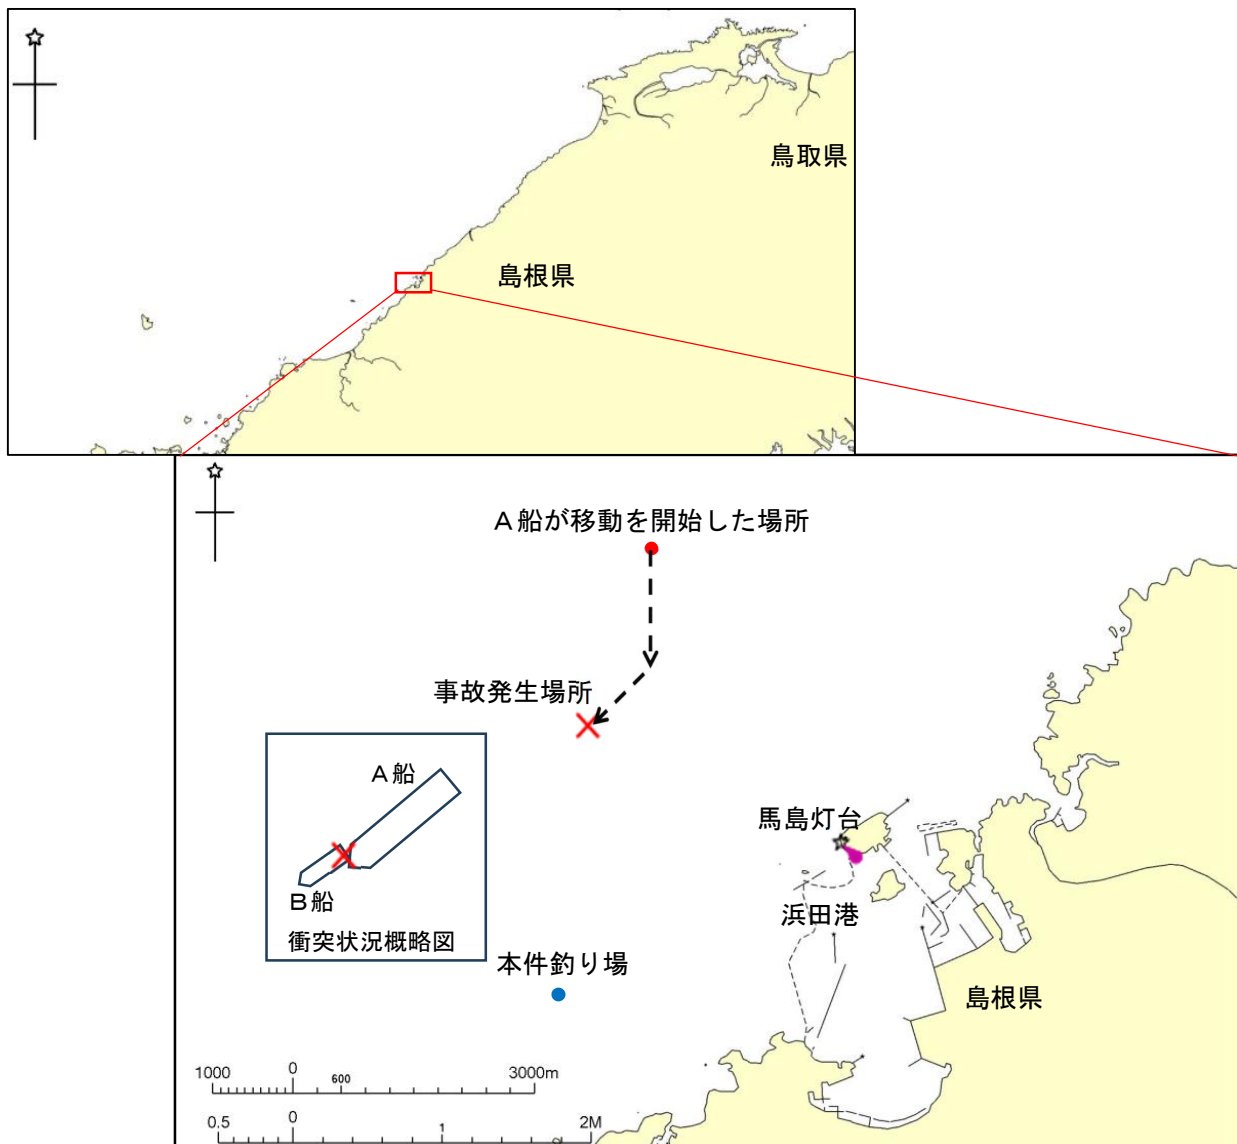 鳥取県
島根県
A船が移動を開始した場所
事故発生場所
A船
馬島灯台
B船
浜田港
衝突状況概略図
本件釣り場
島根県
1000 0 600 3000m
0.5 0 1 2M